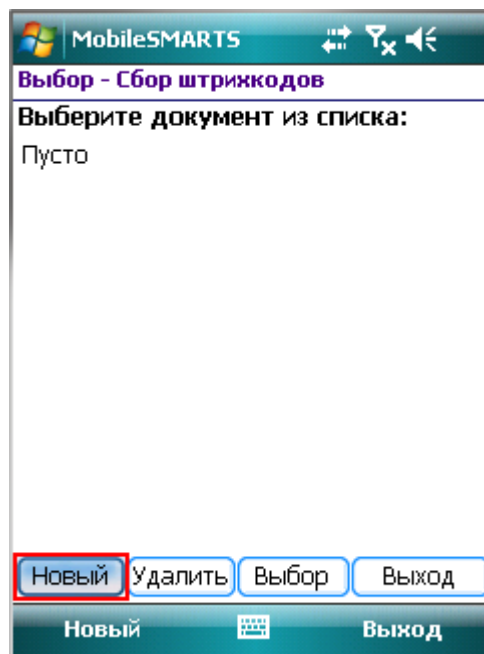 MobileSMARTS
Выбор - Сбор штрихкодов
Выберите документ из списка:
Пусто
Новый Удалить Выбор Выход
Новый Выход